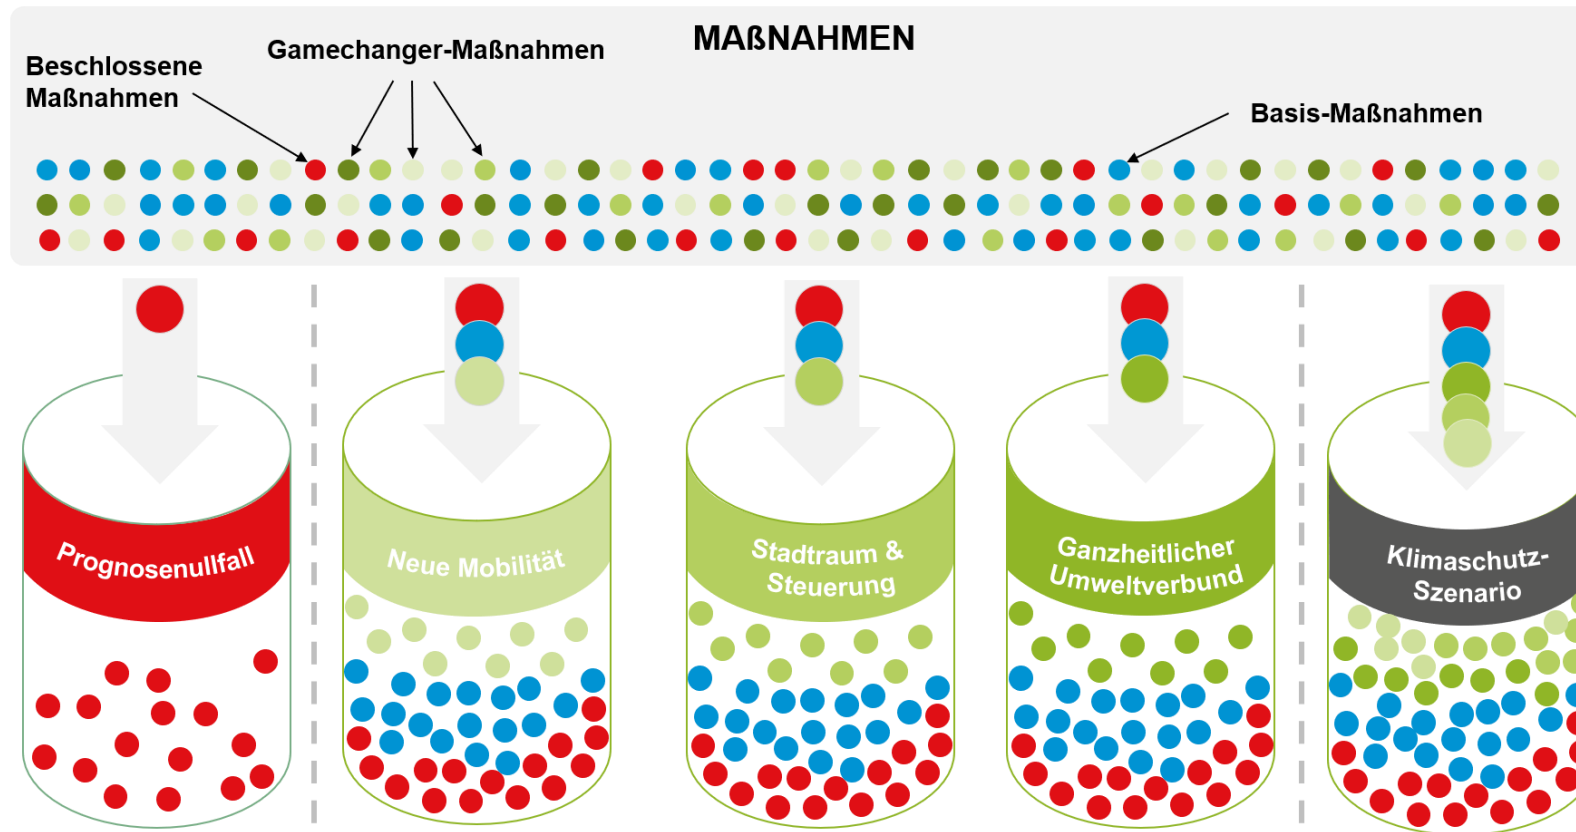 MAßNAHMEN
Beschlossene
Maßnahmen
Gamechanger-Maßnahmen
Basis-Maßnahmen
Prognosenullfall
Neue Mobilität
Stadtraum &
Steuerung
Ganzheitlicher
Umweltverbund
Klimaschutz-
Szenario